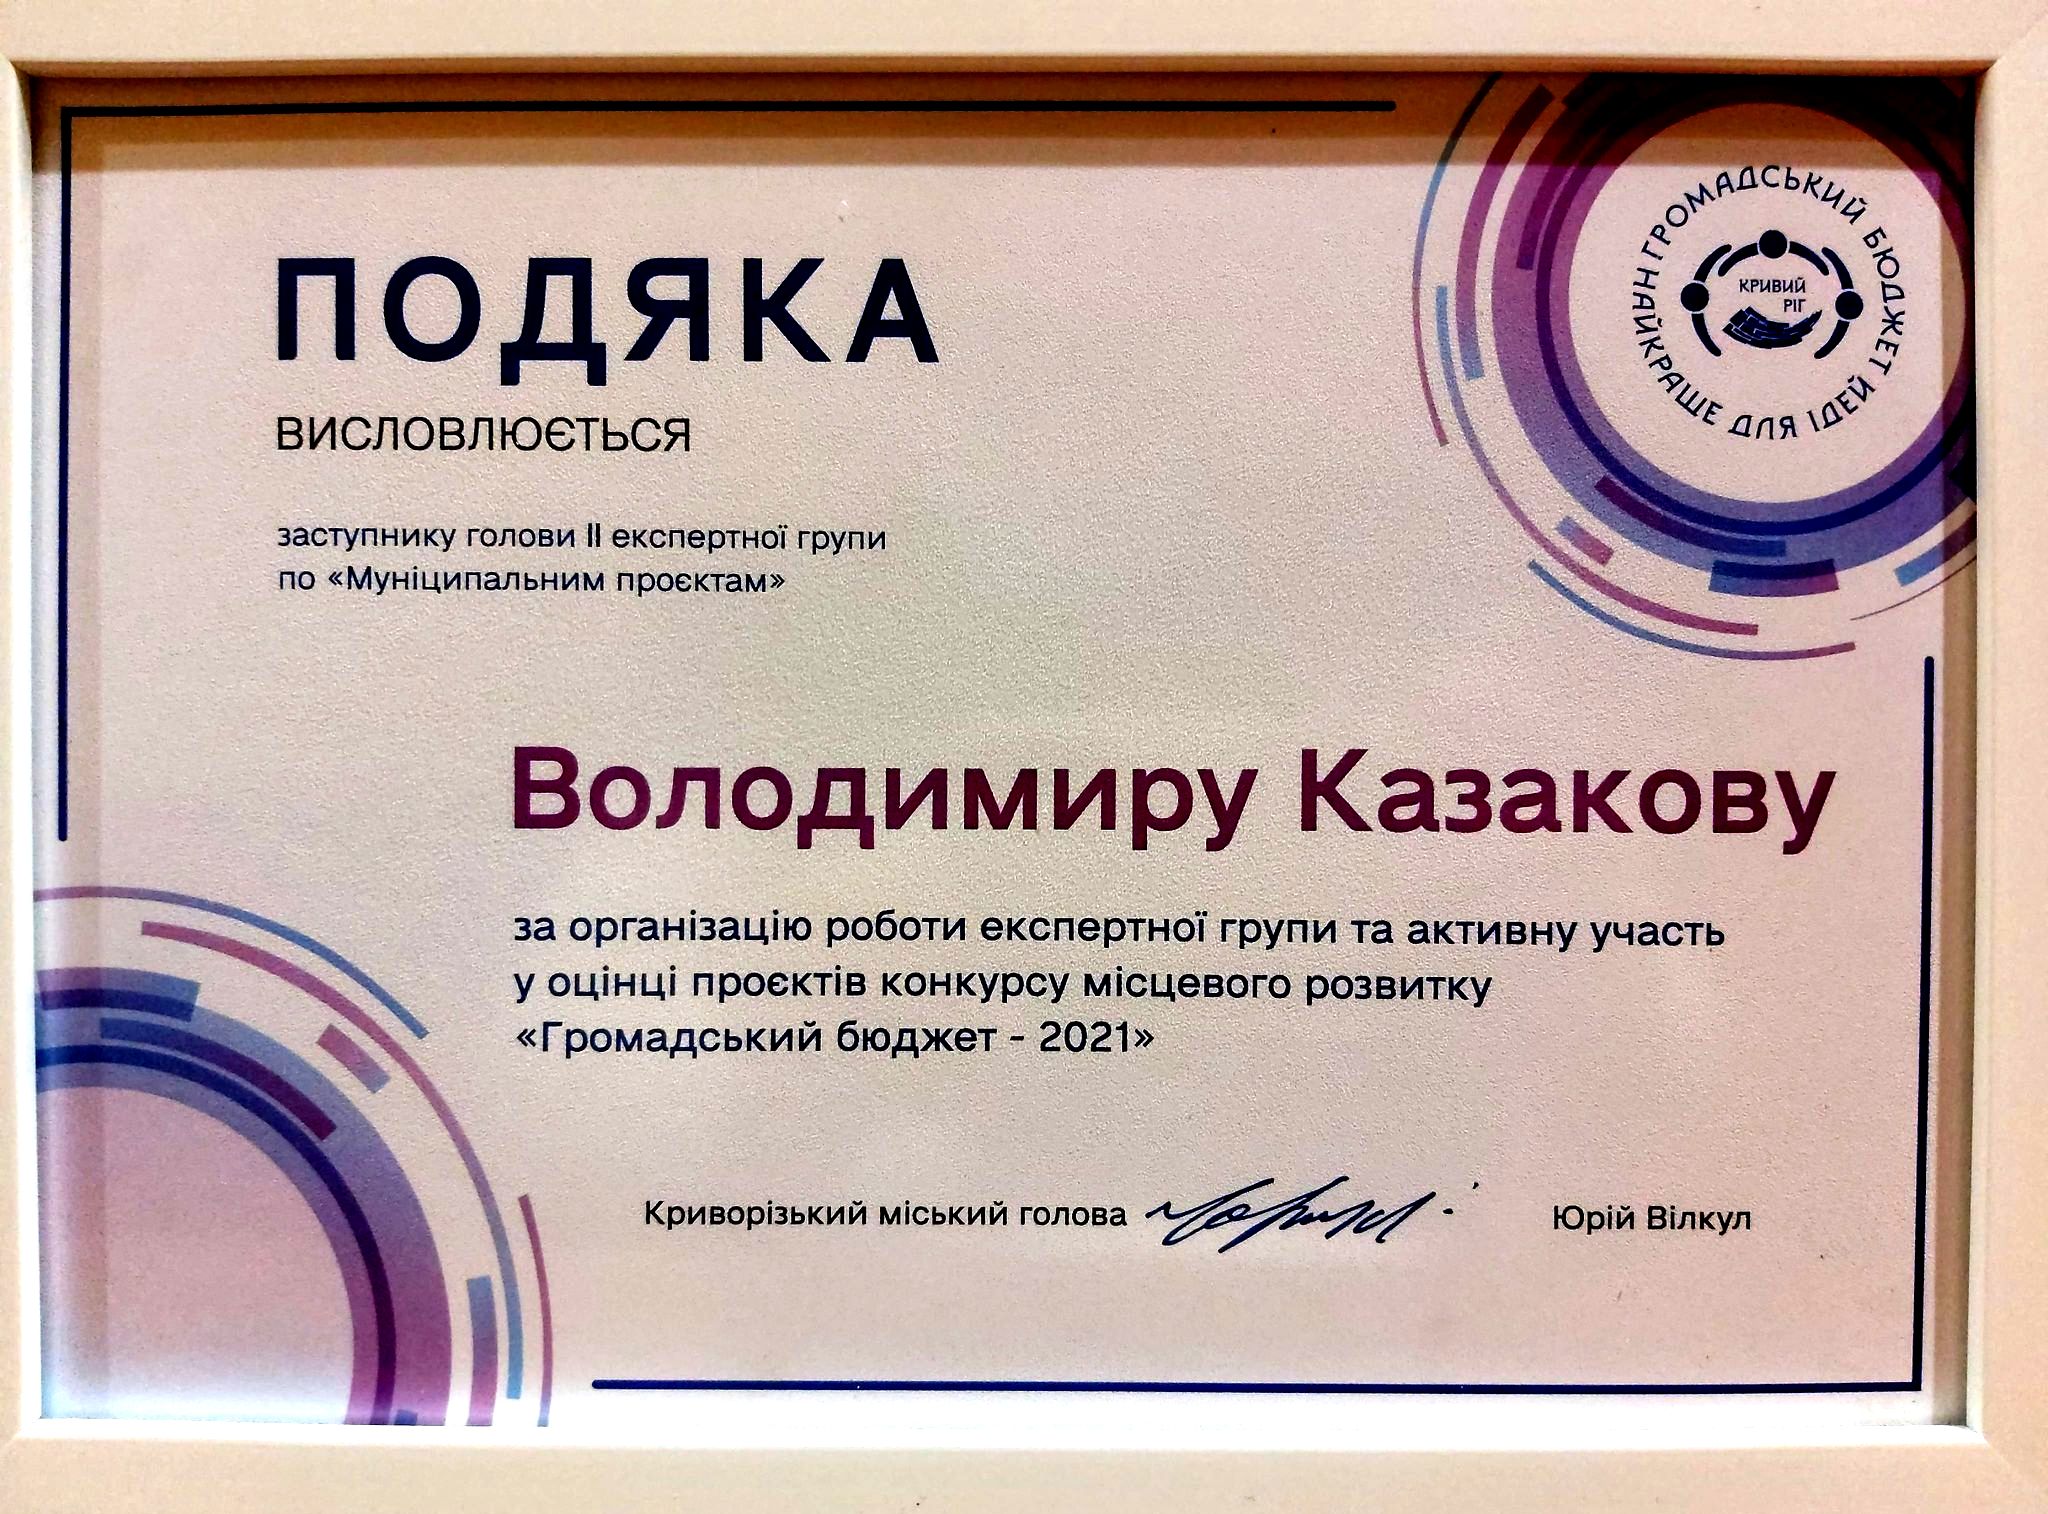 ПОДЯКА
ВИСЛОВЛЮЄТЬСЯ
заступнику голови II експертної групи
по «Муніципальним проєктам»
ГРОМАДСЬКИЙ БЮДЖЕТ
НАЙКРАЩЕ ДЛЯ ІДЕЙ
КРИВИЙ
РІГ
Володимиру Казакову
за організацію роботи експертної групи та активну участь
у оцінці проєктів конкурсу місцевого розвитку
«Громадський бюджет - 2021»
Криворізький міський голова Юрій Вілкул